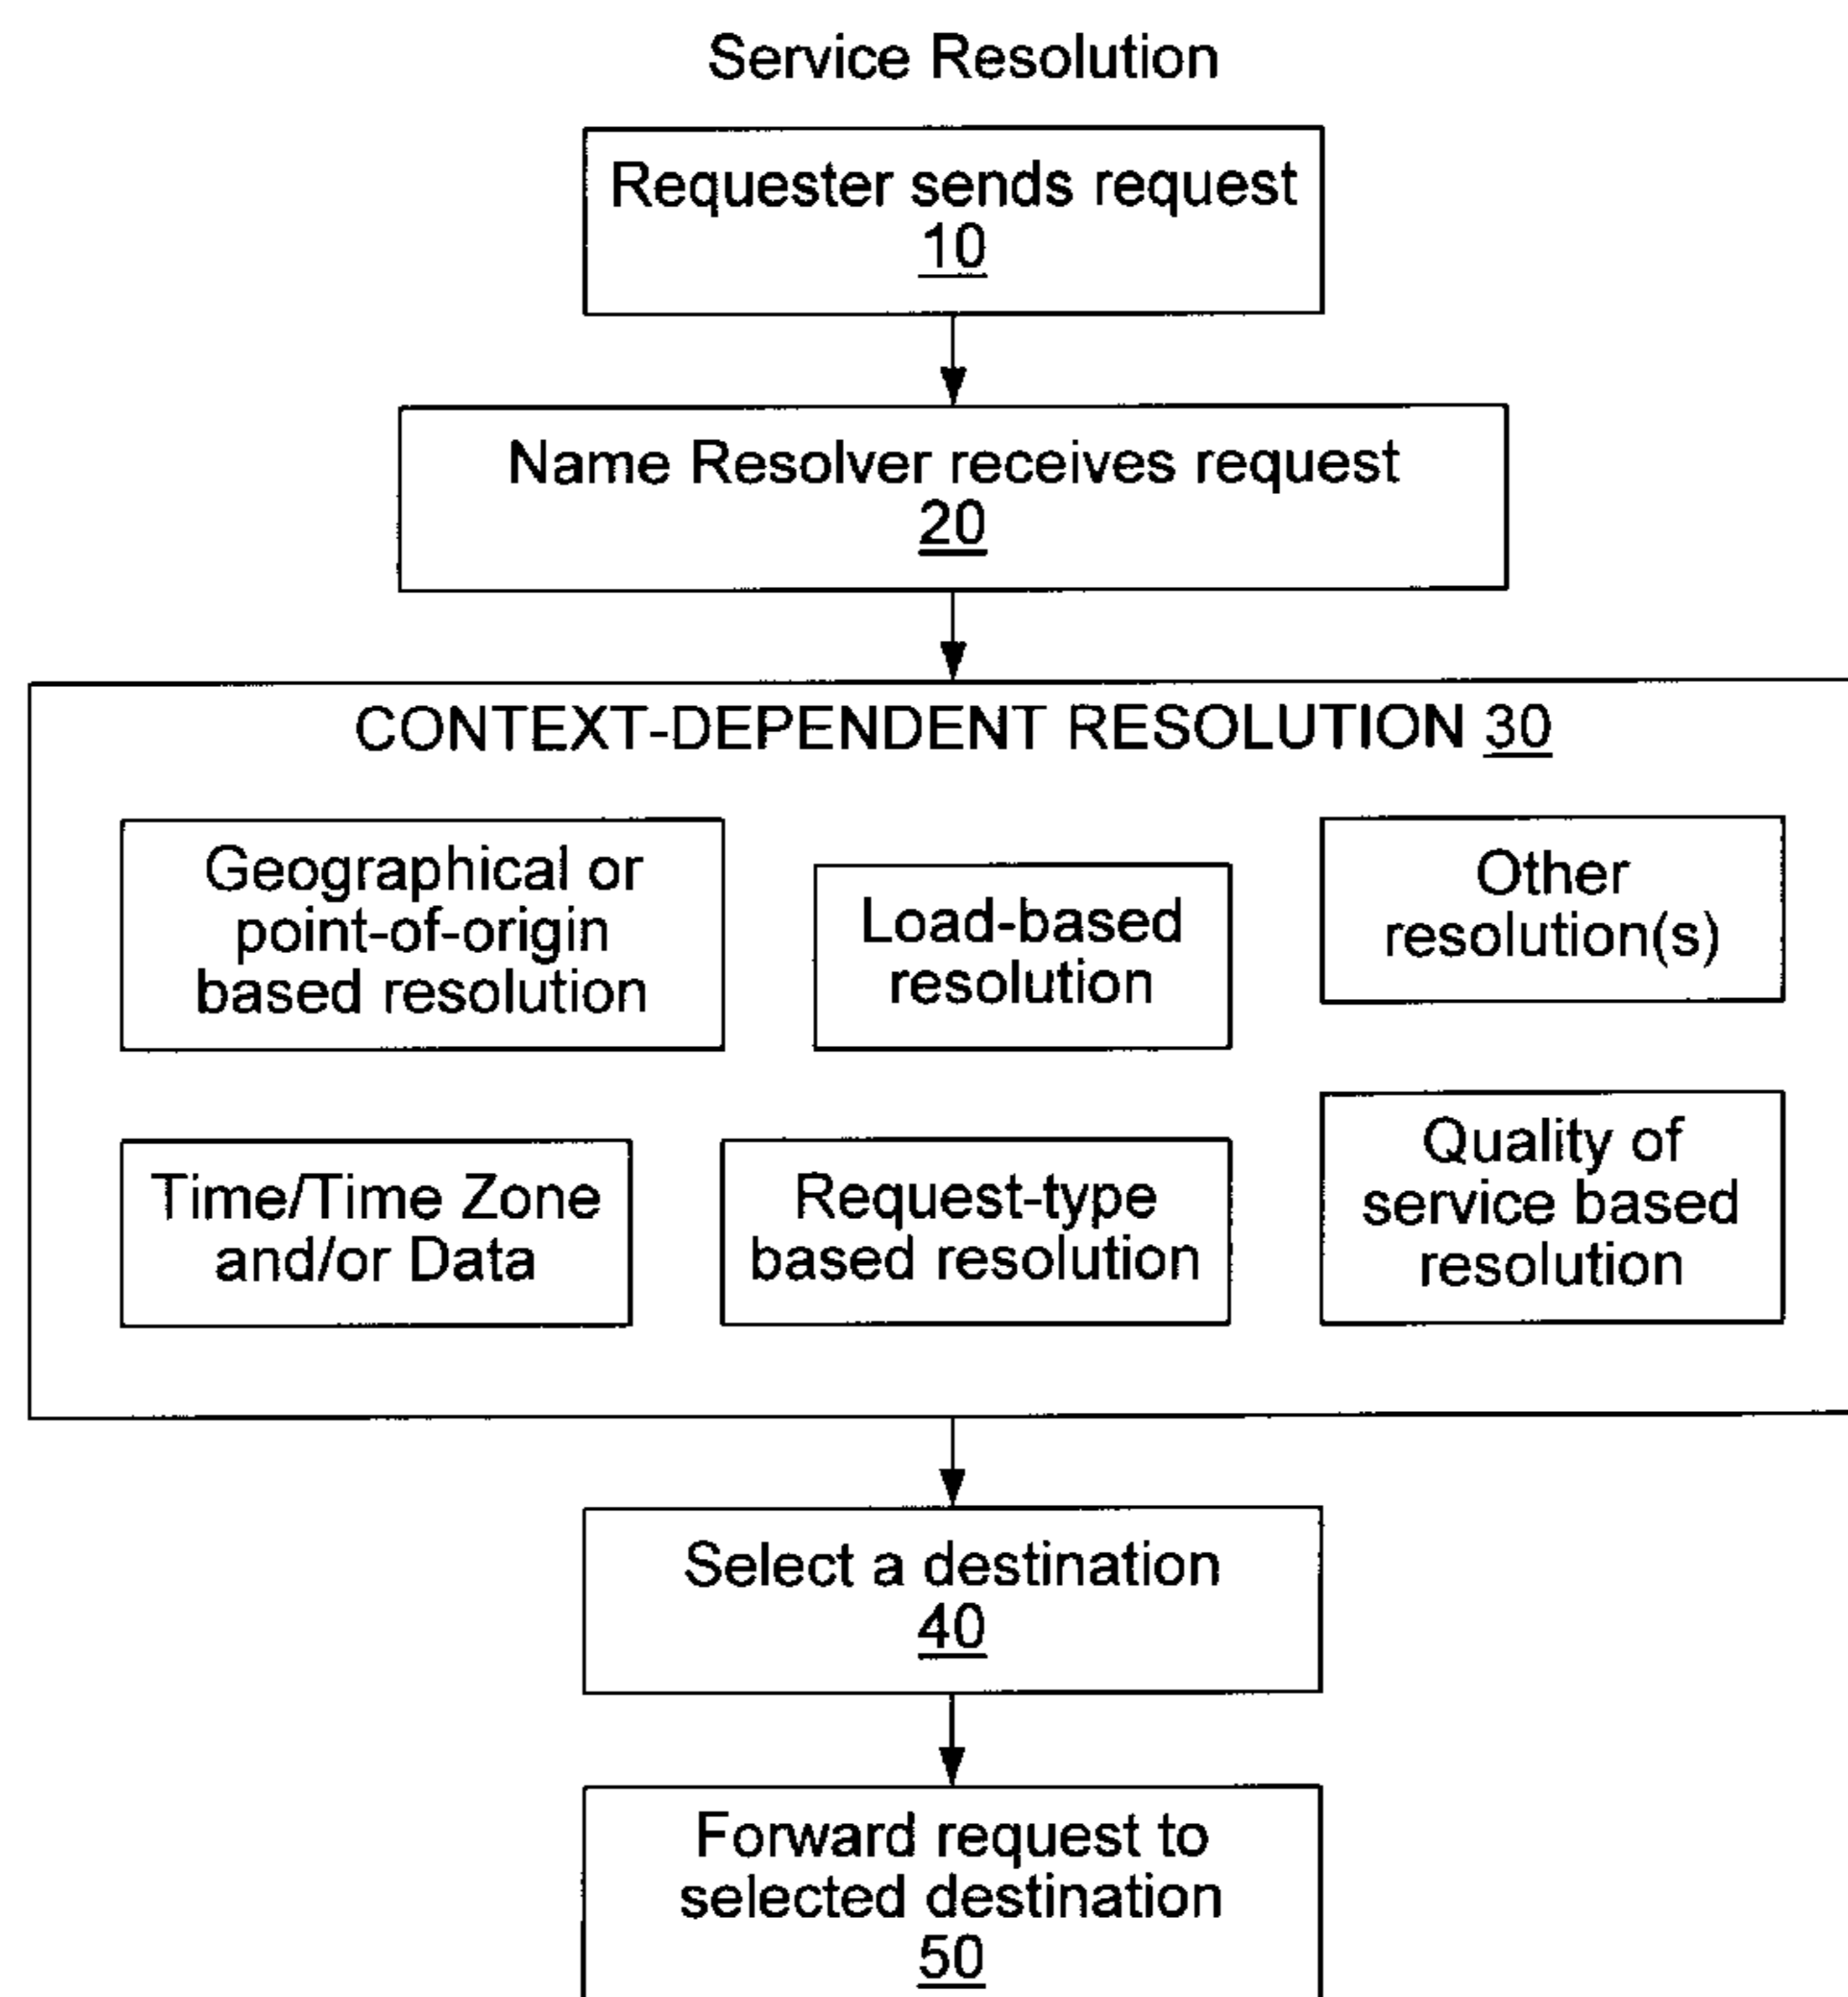 Service Resolution
Requester sends request
10
Name Resolver receives request
20
CONTEXT-DEPENDENT RESOLUTION 30
Geographical or
point-of-origin
based resolution
Load-based
resolution
Other
resolution(s)
Time/Time Zone
and/or Data
Request-type
based resolution
Quality of
service based
resolution
Select a destination
40
Forward request to
selected destination
50